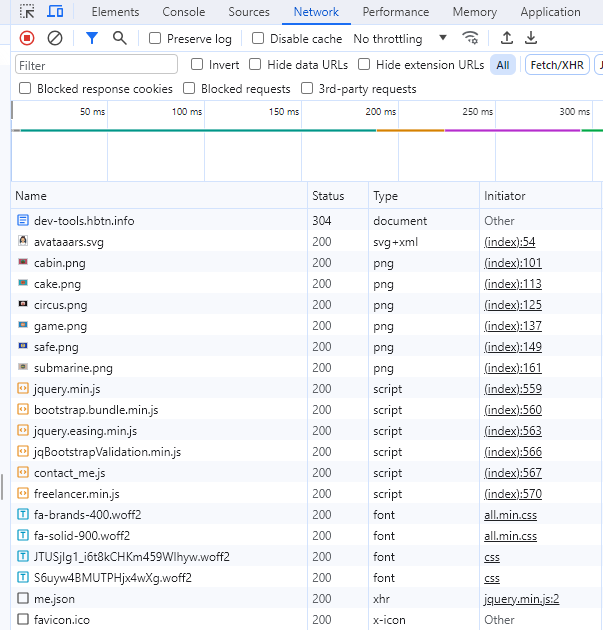 Elements Console Sources Network Performance Memory Application
Preserve log Disable cache No throttling
Filter Invert Hide data URLs Hide extension URLs All Fetch/XHR J
Blocked response cookies Blocked requests 3rd-party requests
50 ms 100 ms 150 ms 200 ms 250 ms 300 ms
Name Status Type Initiator
dev-tools.hbtn.info 304 document Other
avataaars.svg 200 svg+xml (index):54
cabin.png 200 png (index):101
cake.png 200 png (index):113
circus.png 200 png (index):125
game.png 200 png (index):137
safe.png 200 png (index):149
submarine.png 200 png (index):161
jquery.min.js 200 script (index):559
bootstrap.bundle.min.js 200 script (index):560
jquery.easing.min.js 200 script (index):563
jqBootstrapValidation.min.js 200 script (index):566
contact_me.js 200 script (index):567
freelancer.min.js 200 script (index):570
fa-brands-400.woff2 200 font all.min.css
fa-solid-900.woff2 200 font all.min.css
JTUSjIg1_i6t8kCHKm459Wlhyw.woff2 200 font css
S6uyw4BMUTPHjx4wXg.woff2 200 font css
me.json 200 xhr jquery.min.js:2
favicon.ico 200 x-icon Other